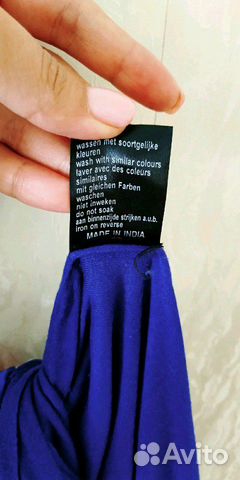 wassen met soortgelijke
kleuren
wash with similar colours
laver avec des coleurs
similaires
mit gleichen Farben
waschen
niet inweken
do not soak
aan binnenzijde strijken a.u.b.
iron on reverse
MADE IN INDIA
Avito